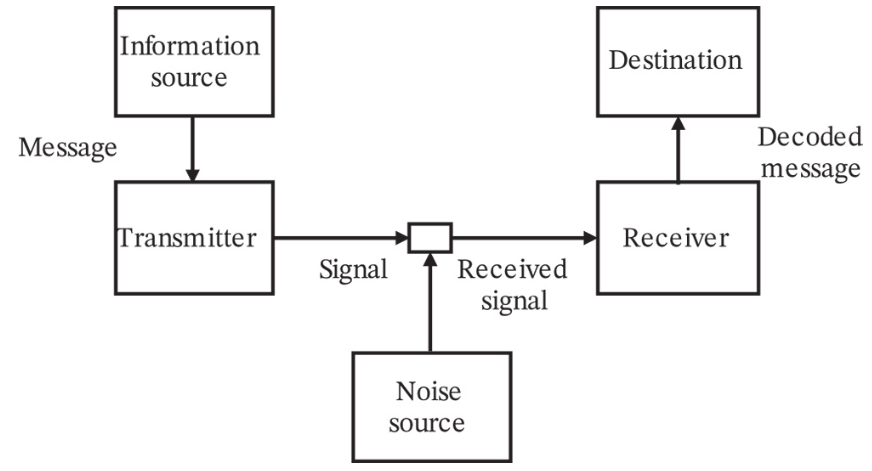 Information
source
Destination
Message
Decoded
message
Transmitter
Receiver
Signal
Received
signal
Noise
source